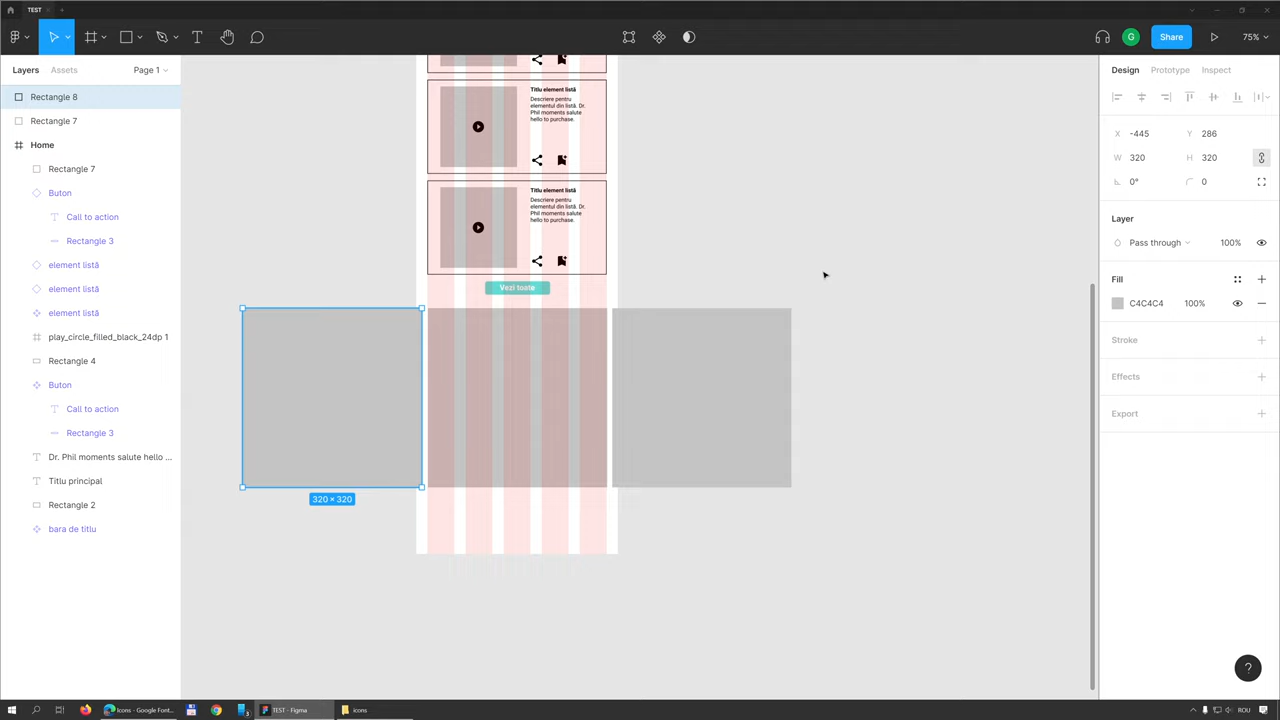 TEST
Share
75%
Layers
Assets
Page 1
Rectangle 8
Rectangle 7
Home
Rectangle 7
Buton
Call to action
Rectangle 3
element listă
element listă
element listă
play_circle_filled_black_24dp 1
Rectangle 4
Buton
Call to action
Rectangle 3
Dr. Phil moments salute hello ...
Titlu principal
Rectangle 2
bara de titlu
Titlu element listă
Descriere pentru
elementul din listă. Dr.
Phil moments salute
hello to purchase.
Titlu element listă
Descriere pentru
elementul din listă. Dr.
Phil moments salute
hello to purchase.
Vezi toate
320 × 320
Design
Prototype
Inspect
X -445 Y 286
W 320 H 320
0° 0
Layer
Pass through 100%
Fill
C4C4C4 100%
Stroke
Effects
Export
G
?
Icons - Google Font...
TEST - Figma
icons
ROU